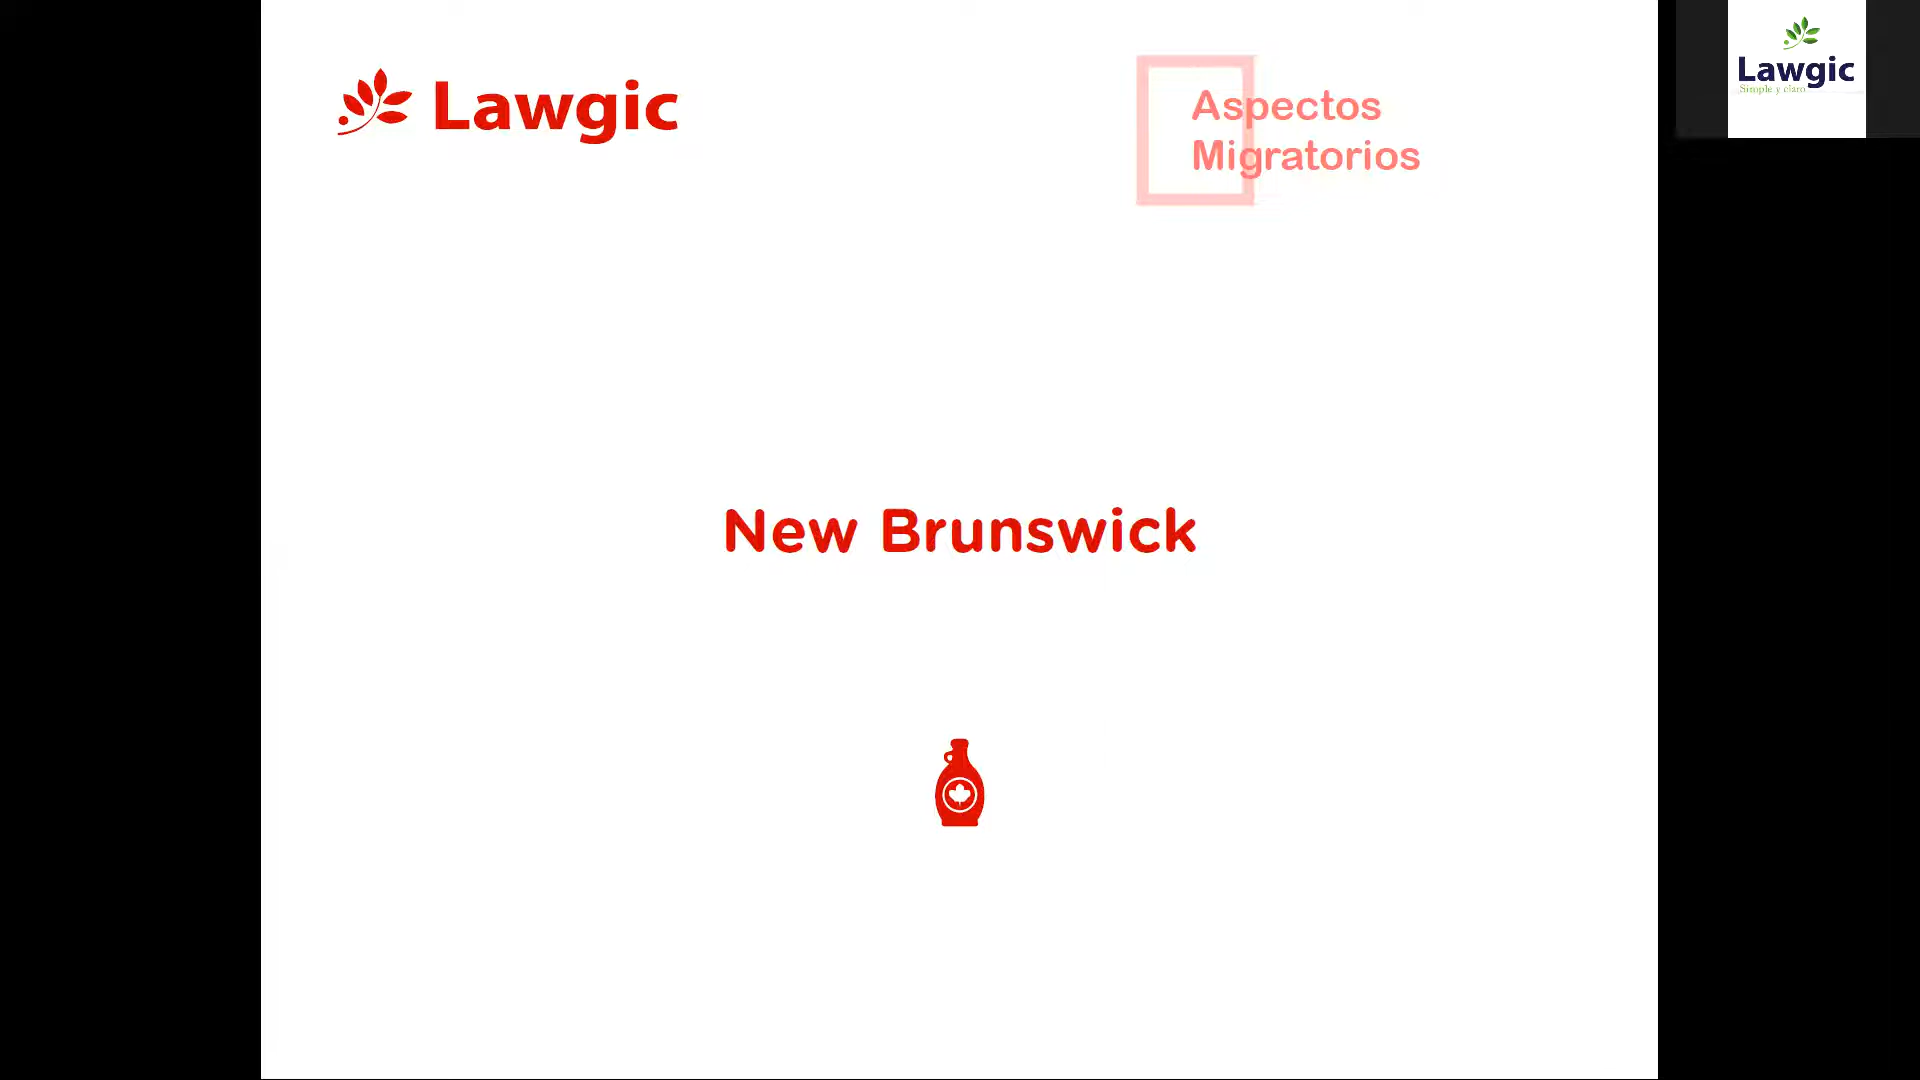 Lawgic
Aspectos
Migratorios
New Brunswick
Lawgic
Simple y claro